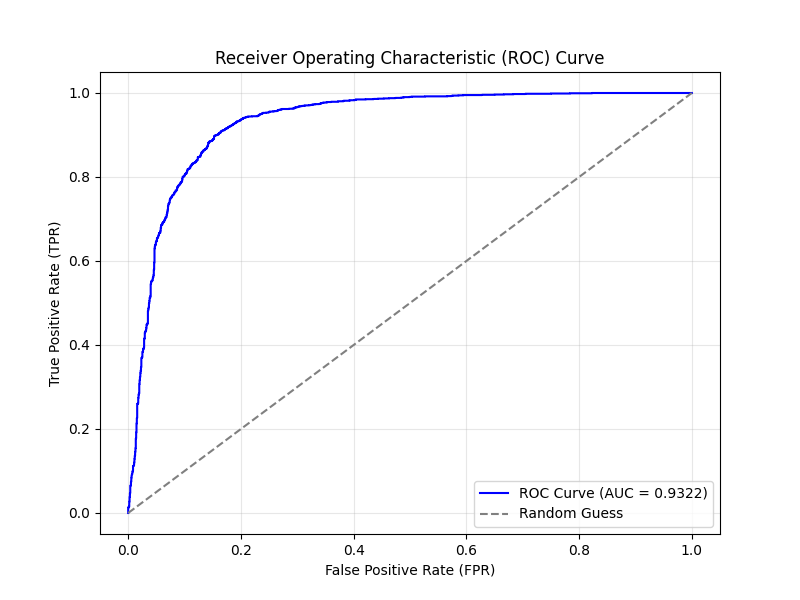 Receiver Operating Characteristic (ROC) Curve
True Positive Rate (TPR)
1.0
0.8
0.6
0.4
0.2
0.0
ROC Curve (AUC = 0.9322)
Random Guess
0.0 0.2 0.4 0.6 0.8 1.0
False Positive Rate (FPR)